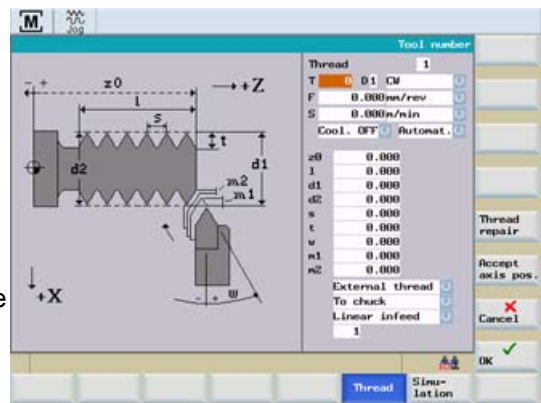 M
Jog
Tool number
- +
z0
+Z
l
s
t
d2
d1
m2
m1
- + w
+X
e
Thread 1
T 0 D1 CW
F 0.000mm/rev
S 0.000m/min
Cool. OFF Automat.
z0 0.000
l 0.000
d1 0.000
d2 0.000
s 0.000
t 0.000
w 0.000
m1 0.000
m2 0.000
External thread
To chuck
Linear infeed
1
Thread
repair
Accept
axis pos.
Cancel
OK
Thread
Simu-
lation